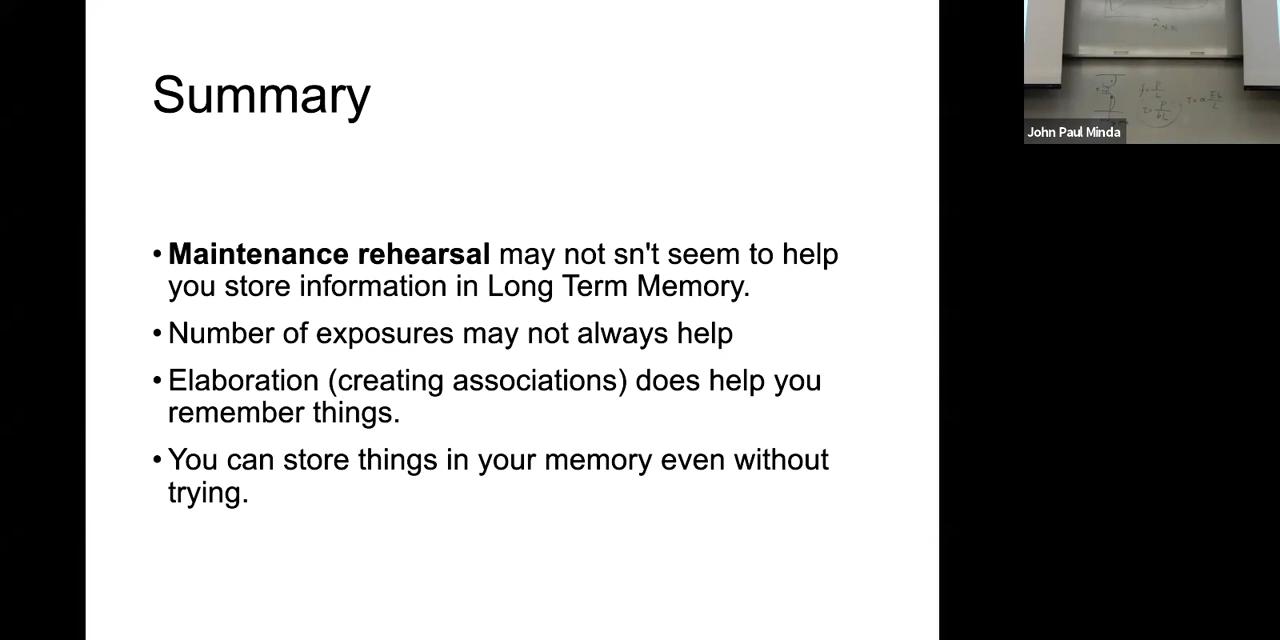 Summary
• Maintenance rehearsal may not sn't seem to help
you store information in Long Term Memory.
• Number of exposures may not always help
• Elaboration (creating associations) does help you
remember things.
• You can store things in your memory even without
trying.
John Paul Minda